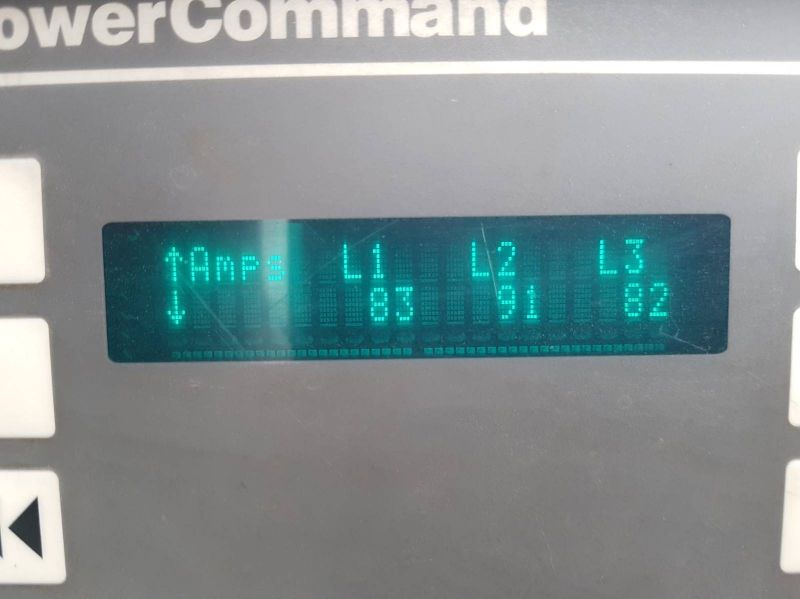 owerCommand
↑Amps L1 L2 L3
↓ 83 91 82